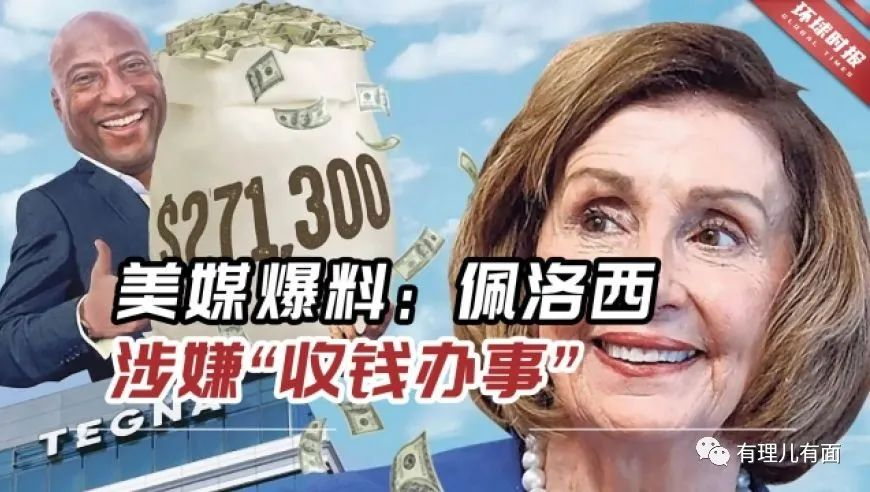 环球时报
GLOBAL TIMES
$271,300
美媒爆料：佩洛西
涉嫌“收钱办事”
TEGNA
有理儿有面